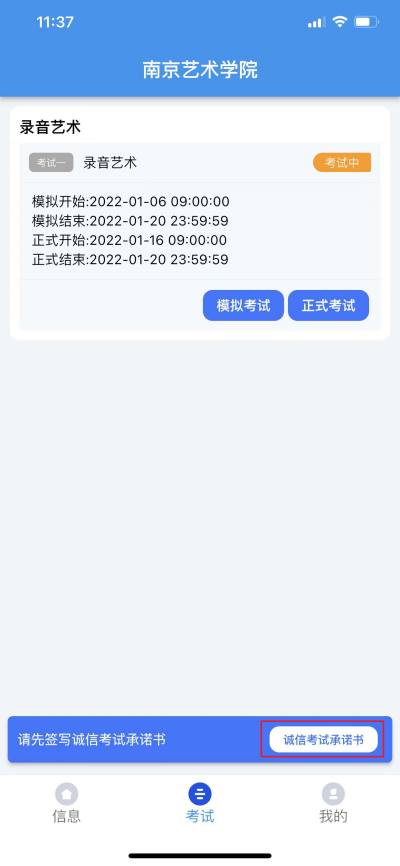 11:37
南京艺术学院
录音艺术
考试一 录音艺术 考试中
模拟开始:2022-01-06 09:00:00
模拟结束:2022-01-20 23:59:59
正式开始:2022-01-16 09:00:00
正式结束:2022-01-20 23:59:59
模拟考试 正式考试
请先签写诚信考试承诺书 诚信考试承诺书
信息 考试 我的